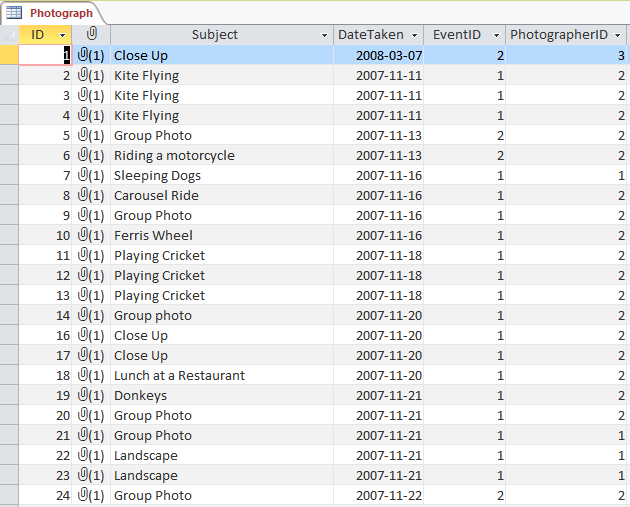 Photograph
ID Subject DateTaken EventID PhotographerID
1 (1) Close Up 2008-03-07 2 3
2 (1) Kite Flying 2007-11-11 1 2
3 (1) Kite Flying 2007-11-11 1 2
4 (1) Kite Flying 2007-11-11 1 2
5 (1) Group Photo 2007-11-13 2 2
6 (1) Riding a motorcycle 2007-11-13 2 2
7 (1) Sleeping Dogs 2007-11-16 1 1
8 (1) Carousel Ride 2007-11-16 1 2
9 (1) Group Photo 2007-11-16 1 2
10 (1) Ferris Wheel 2007-11-16 1 2
11 (1) Playing Cricket 2007-11-18 1 2
12 (1) Playing Cricket 2007-11-18 1 2
13 (1) Playing Cricket 2007-11-18 1 2
14 (1) Group photo 2007-11-20 1 2
16 (1) Close Up 2007-11-20 1 2
17 (1) Close Up 2007-11-20 1 2
18 (1) Lunch at a Restaurant 2007-11-20 1 2
19 (1) Donkeys 2007-11-21 1 2
20 (1) Group Photo 2007-11-21 1 2
21 (1) Group Photo 2007-11-21 1 1
22 (1) Landscape 2007-11-21 1 1
23 (1) Landscape 2007-11-21 1 1
24 (1) Group Photo 2007-11-22 2 2